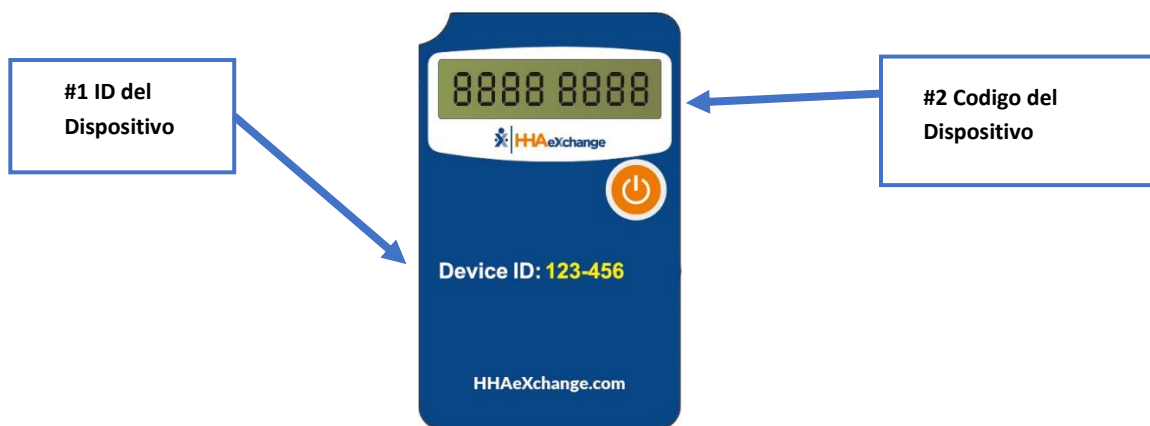 #1 ID del
Dispositivo
8888 8888
HHAeXchange
#2 Codigo del
Dispositivo
Device ID: 123-456
HHAeXchange.com